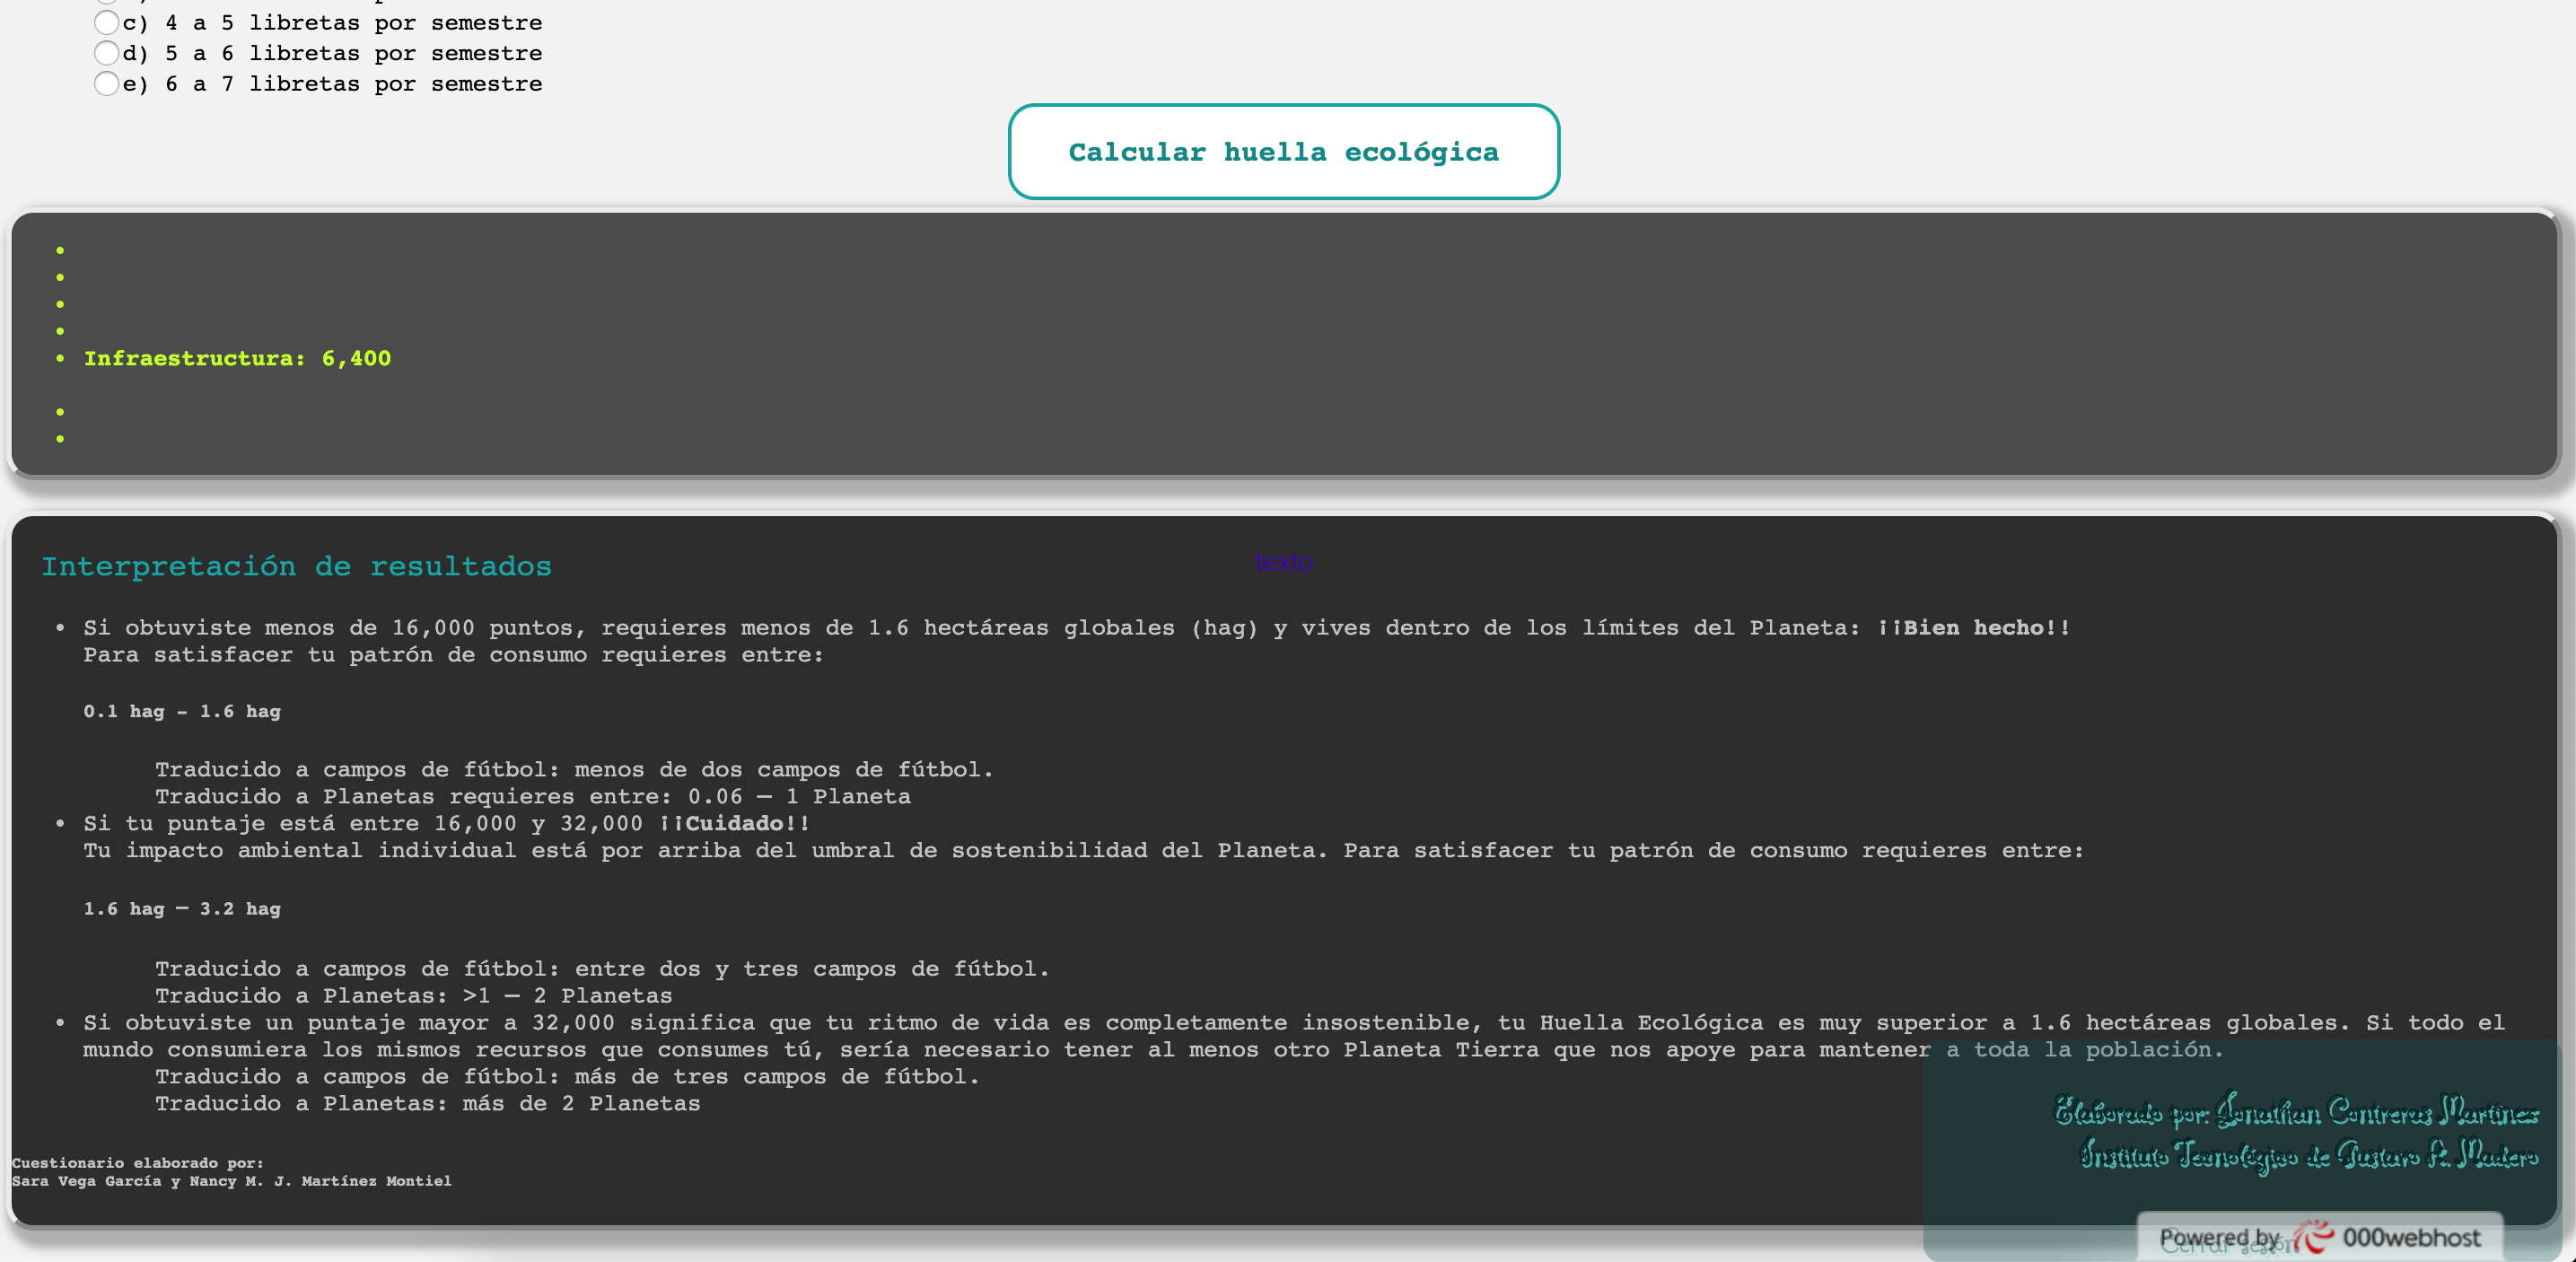 c) 4 a 5 libretas por semestre
d) 5 a 6 libretas por semestre
e) 6 a 7 libretas por semestre
Calcular huella ecológica
• Infraestructura: 6,400
Interpretación de resultados
texto
• Si obtuviste menos de 16,000 puntos, requieres menos de 1.6 hectáreas globales (hag) y vives dentro de los límites del Planeta: ¡¡Bien hecho!!
Para satisfacer tu patrón de consumo requieres entre:
0.1 hag - 1.6 hag
Traducido a campos de fútbol: menos de dos campos de fútbol.
Traducido a Planetas requieres entre: 0.06 – 1 Planeta
• Si tu puntaje está entre 16,000 y 32,000 ¡¡Cuidado!!
Tu impacto ambiental individual está por arriba del umbral de sostenibilidad del Planeta. Para satisfacer tu patrón de consumo requieres entre:
1.6 hag – 3.2 hag
Traducido a campos de fútbol: entre dos y tres campos de fútbol.
Traducido a Planetas: >1 – 2 Planetas
• Si obtuviste un puntaje mayor a 32,000 significa que tu ritmo de vida es completamente insostenible, tu Huella Ecológica es muy superior a 1.6 hectáreas globales. Si todo el
mundo consumiera los mismos recursos que consumes tú, sería necesario tener al menos otro Planeta Tierra que nos apoye para mantener a toda la población.
Traducido a campos de fútbol: más de tres campos de fútbol.
Traducido a Planetas: más de 2 Planetas
Elaborado por: Jonathan Contreras Martínez
Instituto Tecnológico de Gustavo A. Madero
Cuestionario elaborado por:
Sara Vega García y Nancy M. J. Martínez Montiel
Powered by 000webhost
Cerrar sesión